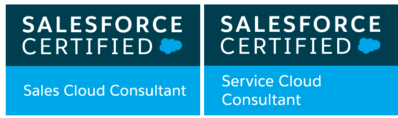 SALESFORCE
CERTIFIED
Sales Cloud Consultant
SALESFORCE
CERTIFIED
Service Cloud
Consultant